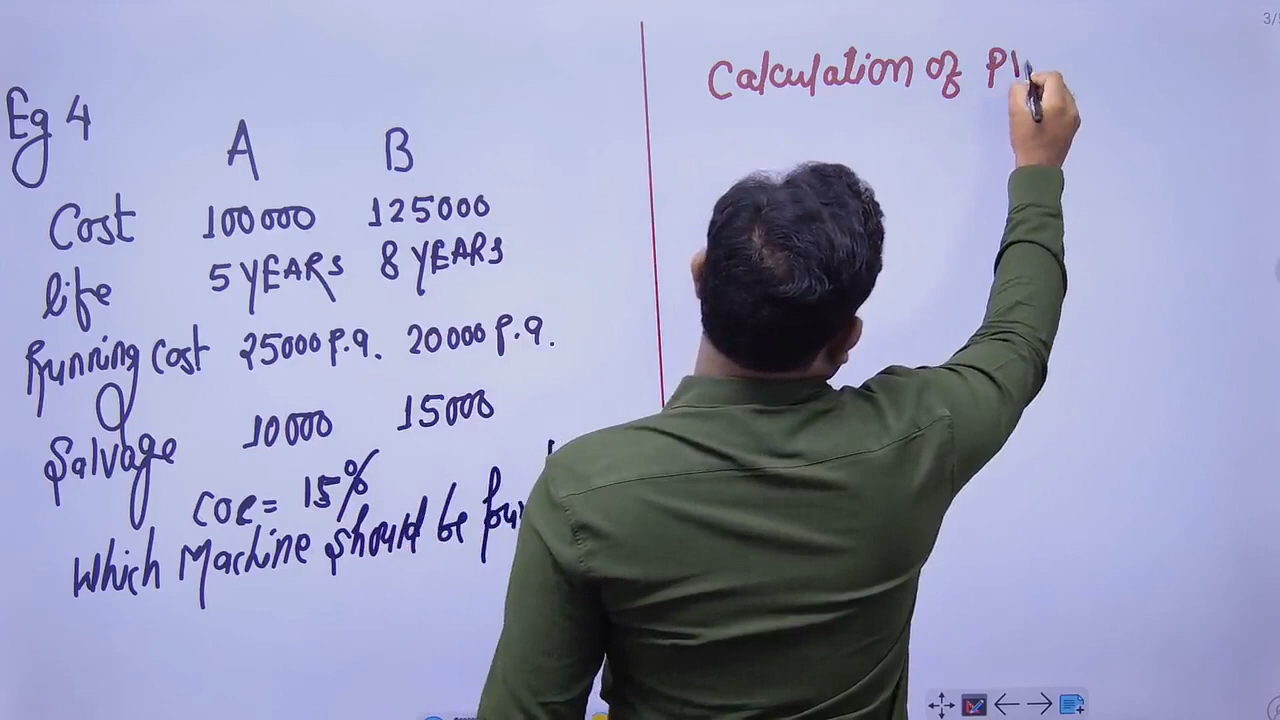 Eg 4
A B
Cost 100000 125000
life 5 YEARS 8 YEARS
Running Cost 25000 p.a. 20000 p.a.
Salvage 10000 15000
COC = 15%
Which Machine should be
Calculation of